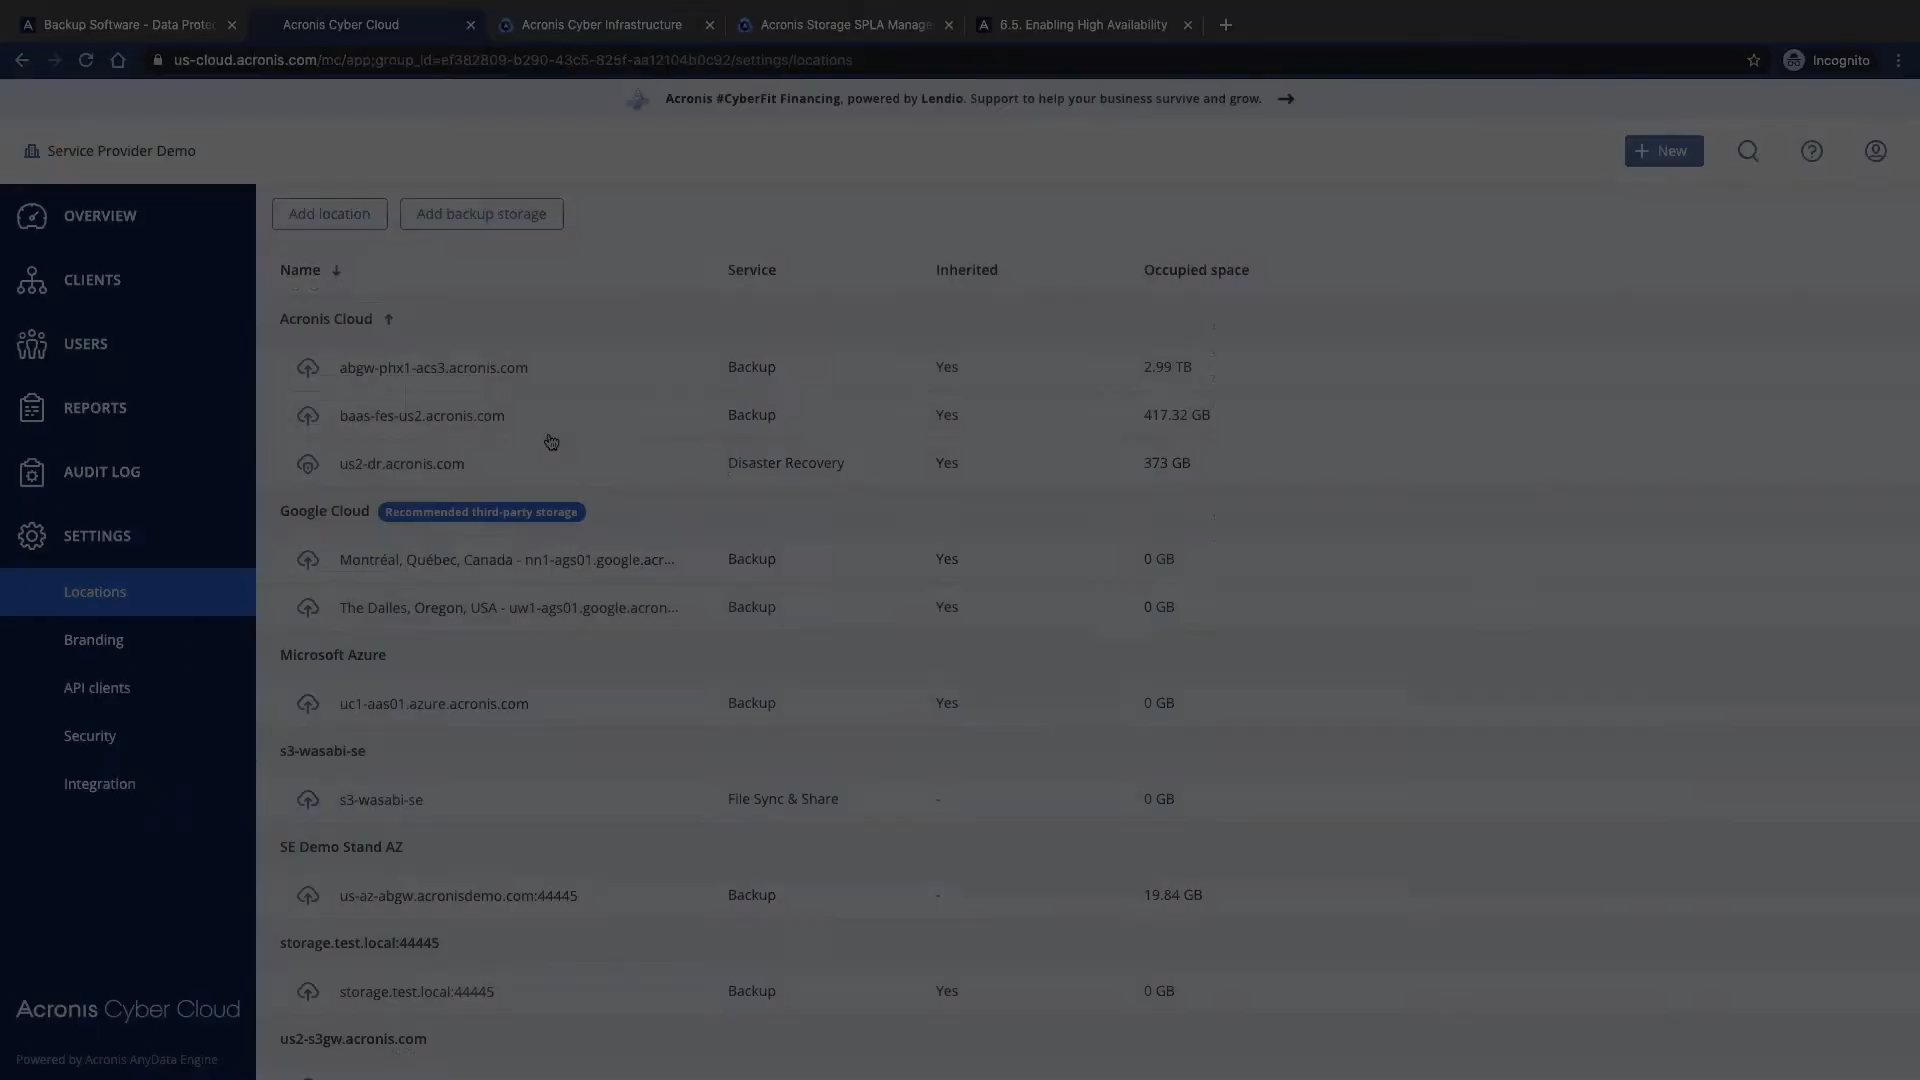 Backup Software - Data Prote
Acronis Cyber Cloud
Acronis Cyber Infrastructure
Acronis Storage SPLA Manage
6.5. Enabling High Availability
us-cloud.acronis.com/mc/app;group_id=ef382809-b290-43c5-825f-aa12104b0c92/settings/locations
Incognito
Acronis #CyberFit Financing, powered by Lendio. Support to help your business survive and grow.
Service Provider Demo
New
OVERVIEW
CLIENTS
USERS
REPORTS
AUDIT LOG
SETTINGS
Locations
Branding
API clients
Security
Integration
Acronis Cyber Cloud
Powered by Acronis AnyData Engine
Add location Add backup storage
Name Service Inherited Occupied space
Acronis Cloud
abgw-phx1-acs3.acronis.com Backup Yes 2.99 TB
baas-fes-us2.acronis.com Backup Yes 417.32 GB
us2-dr.acronis.com Disaster Recovery Yes 373 GB
Google Cloud Recommended third-party storage
Montréal, Québec, Canada - nn1-ags01.google.acr... Backup Yes 0 GB
The Dalles, Oregon, USA - uw1-ags01.google.acron... Backup Yes 0 GB
Microsoft Azure
uc1-aas01.azure.acronis.com Backup Yes 0 GB
s3-wasabi-se
s3-wasabi-se File Sync & Share - 0 GB
SE Demo Stand AZ
us-az-abgw.acronisdemo.com:44445 Backup - 19.84 GB
storage.test.local:44445
storage.test.local:44445 Backup Yes 0 GB
us2-s3gw.acronis.com